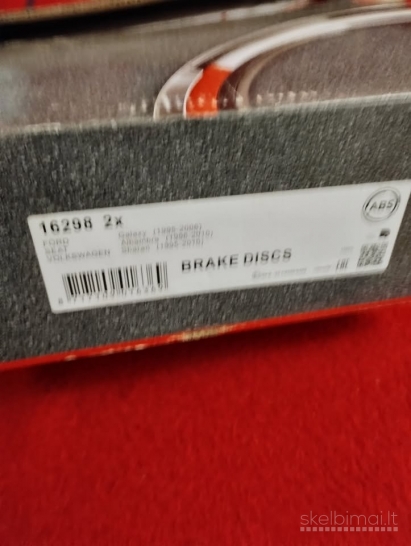 16298 2x
ABS
FORD Galaxy (1995-2006)
SEAT Alhambra (1996-2010)
VOLKSWAGEN Sharan (1995-2010)
BRAKE DISCS
skelbimai.lt